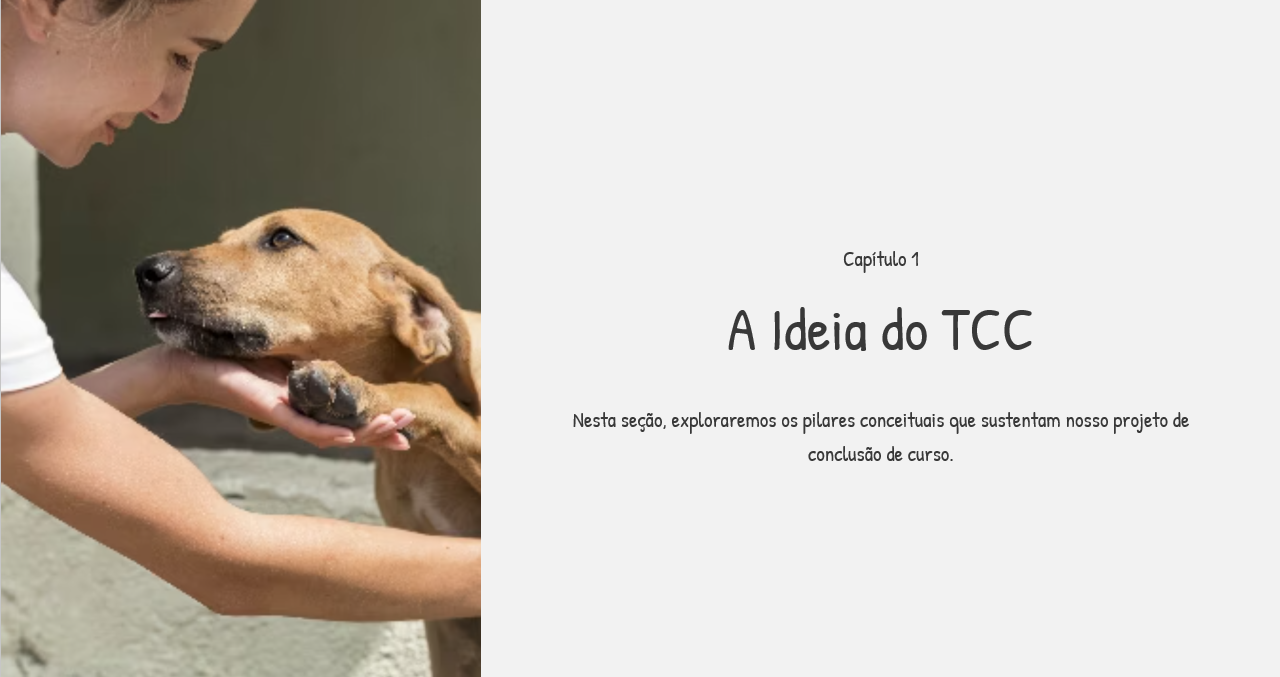 Capítulo 1
A Ideia do TCC
Nesta seção, exploraremos os pilares conceituais que sustentam nosso projeto de
conclusão de curso.